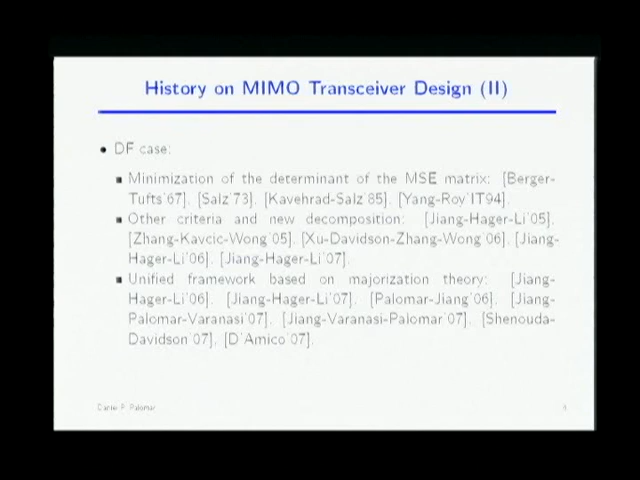 History on MIMO Transceiver Design (II)
• DF case:
■ Minimization of the determinant of the MSE matrix: [Berger-
Tufts'67], [Salz'73], [Kavehrad-Salz'85], [Yang-Roy'IT94].
■ Other criteria and new decomposition: [Jiang-Hager-Li'05],
[Zhang-Kavcic-Wong'05], [Xu-Davidson-Zhang-Wong'06], [Jiang-
Hager-Li'06], [Jiang-Hager-Li'07].
■ Unified framework based on majorization theory: [Jiang-
Hager-Li'06], [Jiang-Hager-Li'07], [Palomar-Jiang'06], [Jiang-
Palomar-Varanasi'07], [Jiang-Varanasi-Palomar'07], [Shenouda-
Davidson'07], [D'Amico'07].
Daniel P. Palomar